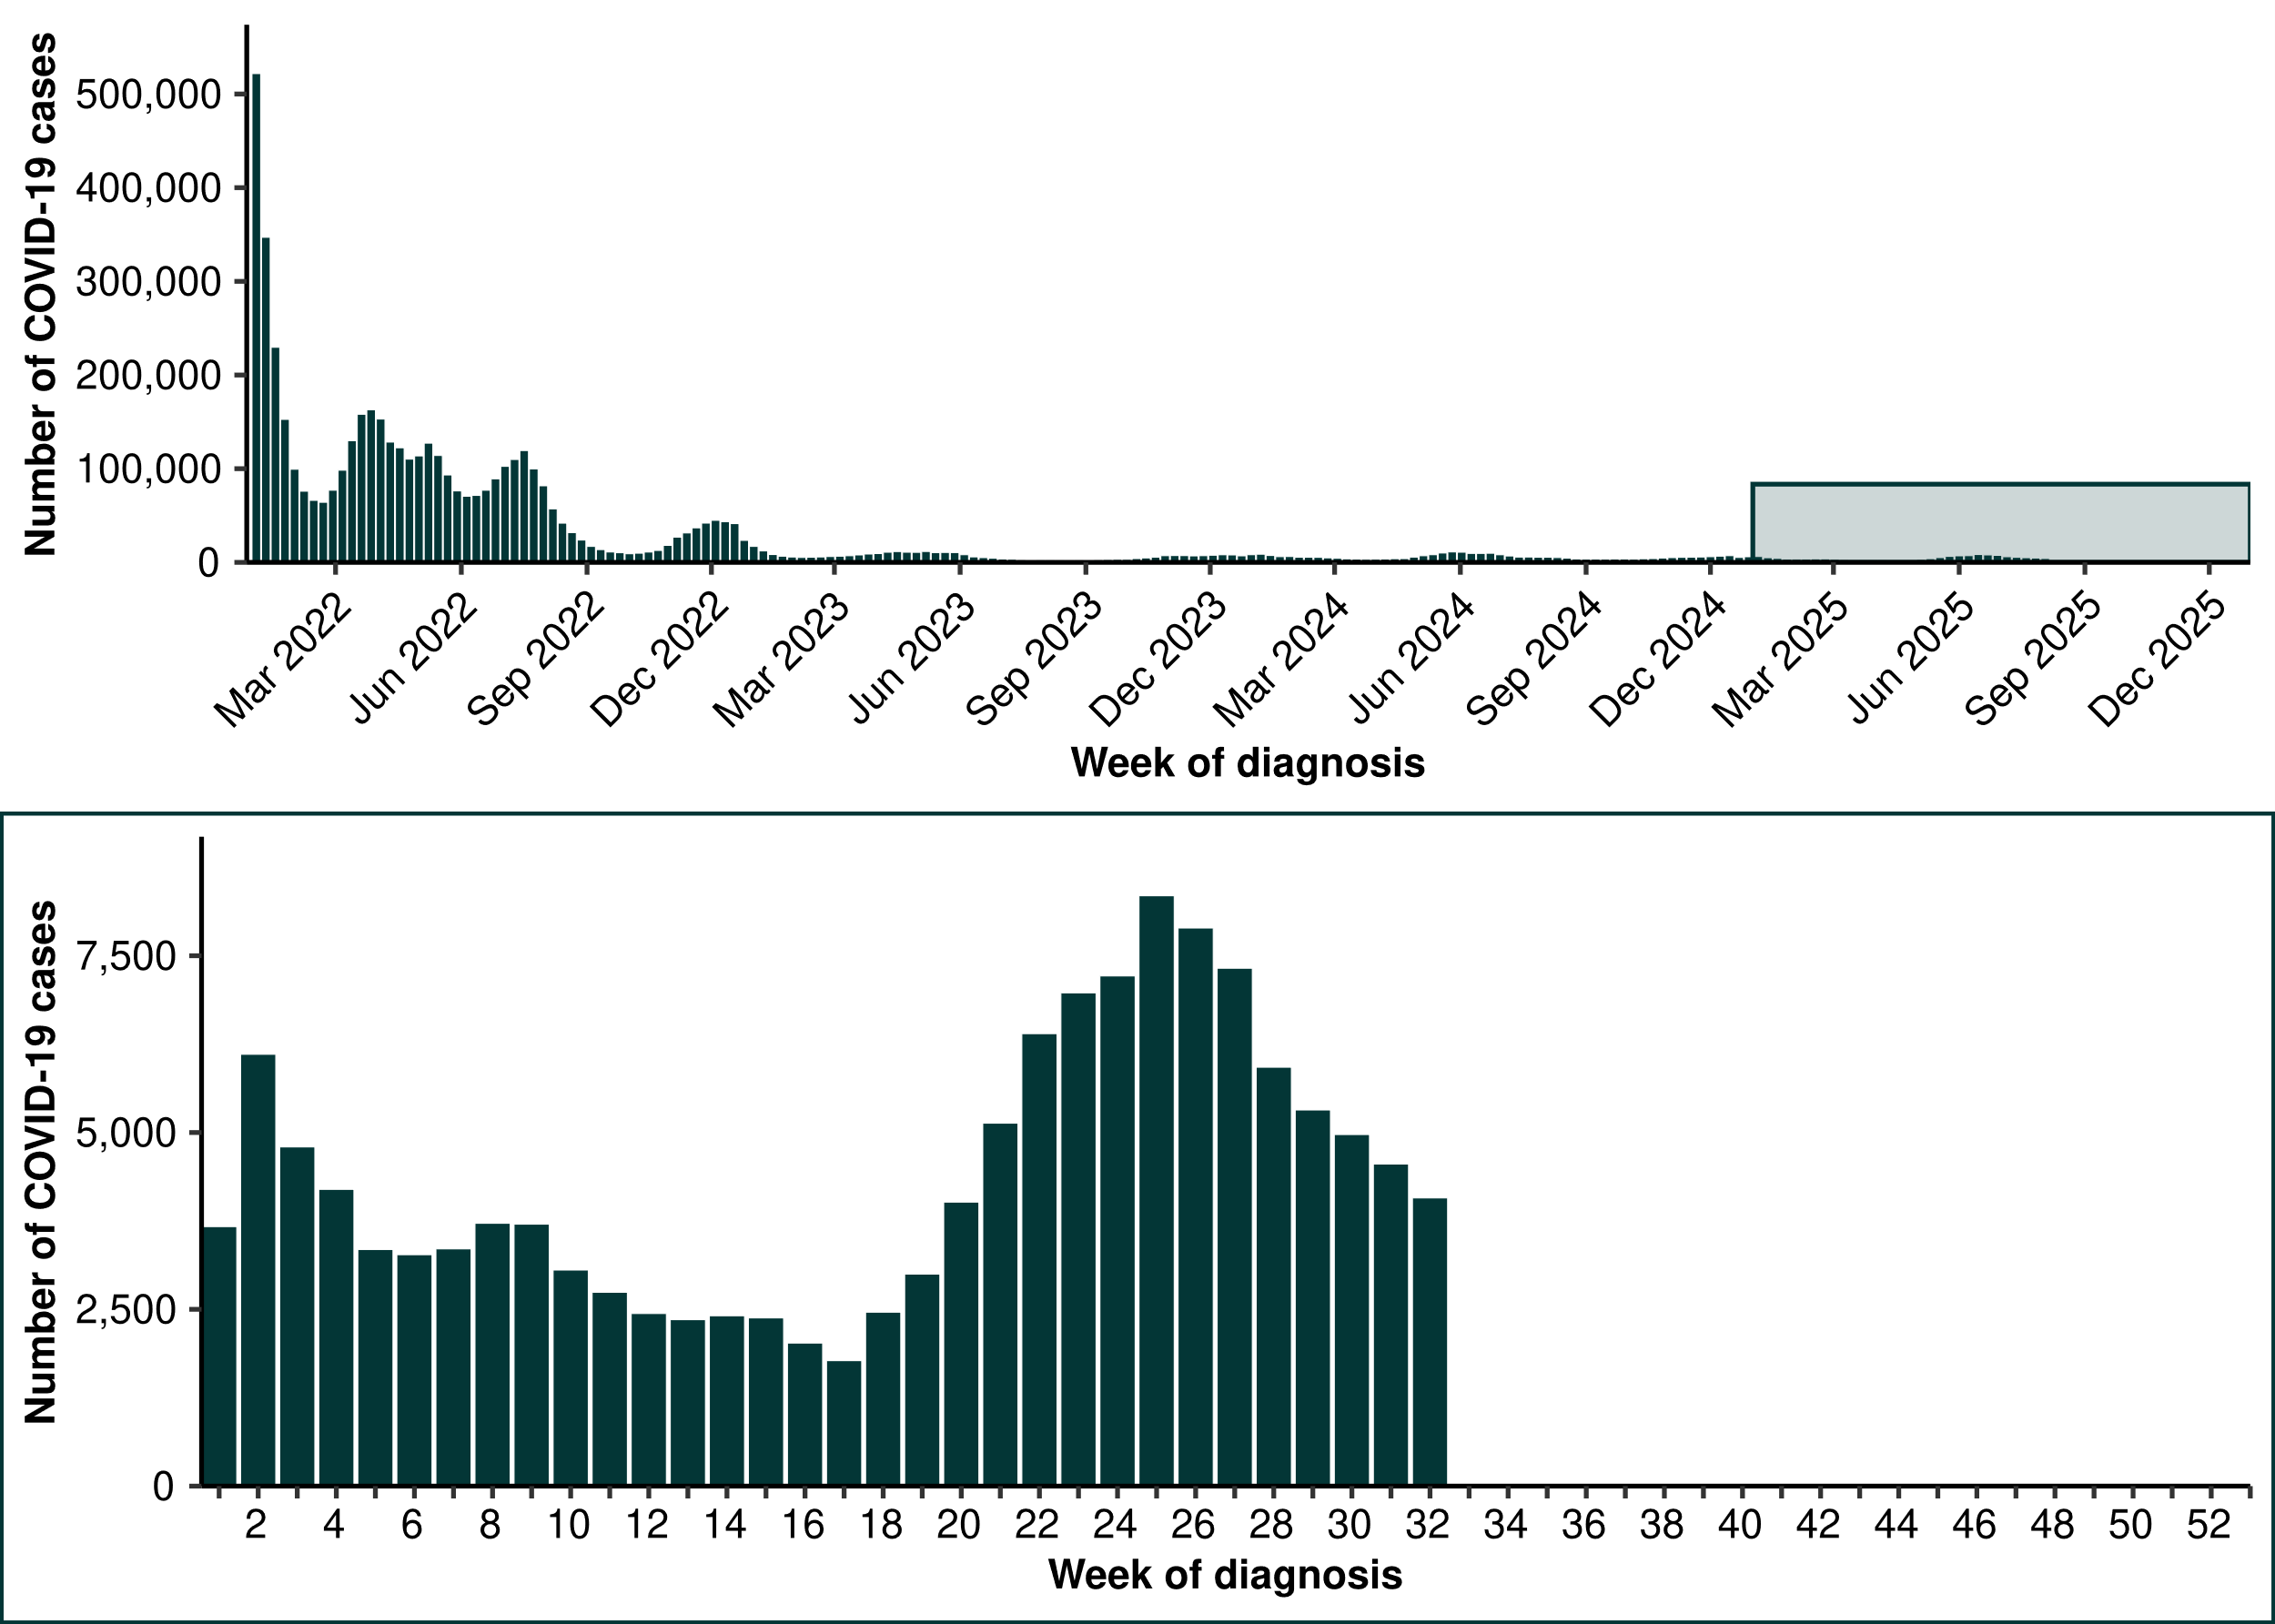 Number of COVID-19 cases
500,000
400,000
300,000
200,000
100,000
0
Mar 2022
Jun 2022
Sep 2022
Dec 2022
Mar 2023
Jun 2023
Sep 2023
Dec 2023
Mar 2024
Jun 2024
Sep 2024
Dec 2024
Mar 2025
Jun 2025
Sep 2025
Dec 2025
Week of diagnosis
Number of COVID-19 cases
7,500
5,000
2,500
0
2 4 6 8 10 12 14 16 18 20 22 24 26 28 30 32 34 36 38 40 42 44 46 48 50 52
Week of diagnosis